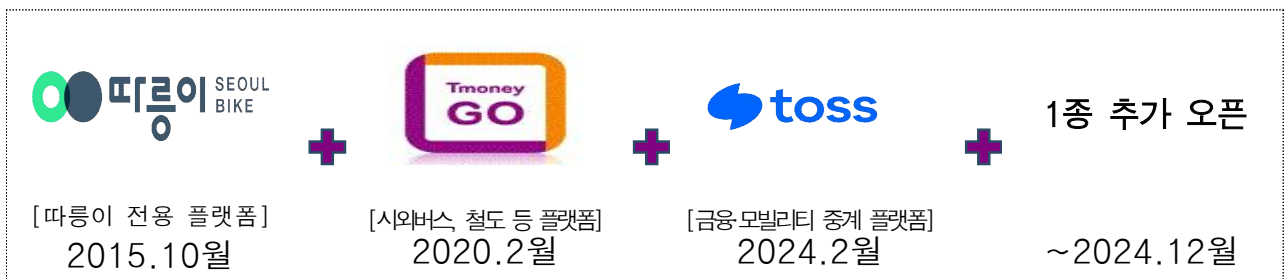 따릉이 SEOUL BIKE
[따릉이 전용 플랫폼]
2015.10월
Tmoney
GO
[시외버스, 철도 등 플랫폼]
2020.2월
toss
[금융·모빌리티 중계 플랫폼]
2024.2월
1종 추가 오픈
~2024.12월